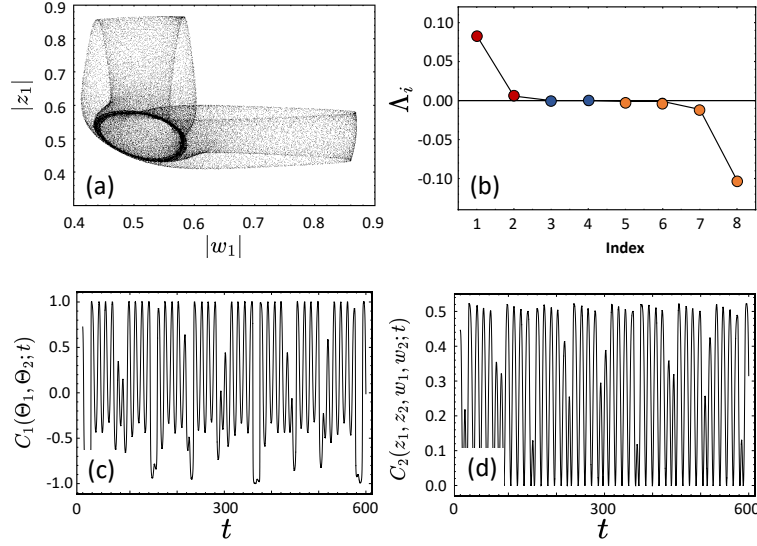 0.9
0.8
0.7
0.6
0.5
0.4
|z₁|
(a)
0.4 0.5 0.6 0.7 0.8 0.9
|w₁|
0.10
0.05
0.00
-0.05
-0.10
Λᵢ
(b)
1 2 3 4 5 6 7 8
Index
1.0
0.5
0.0
-0.5
-1.0
C₁(Θ₁, Θ₂; t)
(c)
0 300 600
t
0.5
0.4
0.3
0.2
0.1
0.0
C₂(z₁, z₂, w₁, w₂; t)
(d)
0 300 600
t